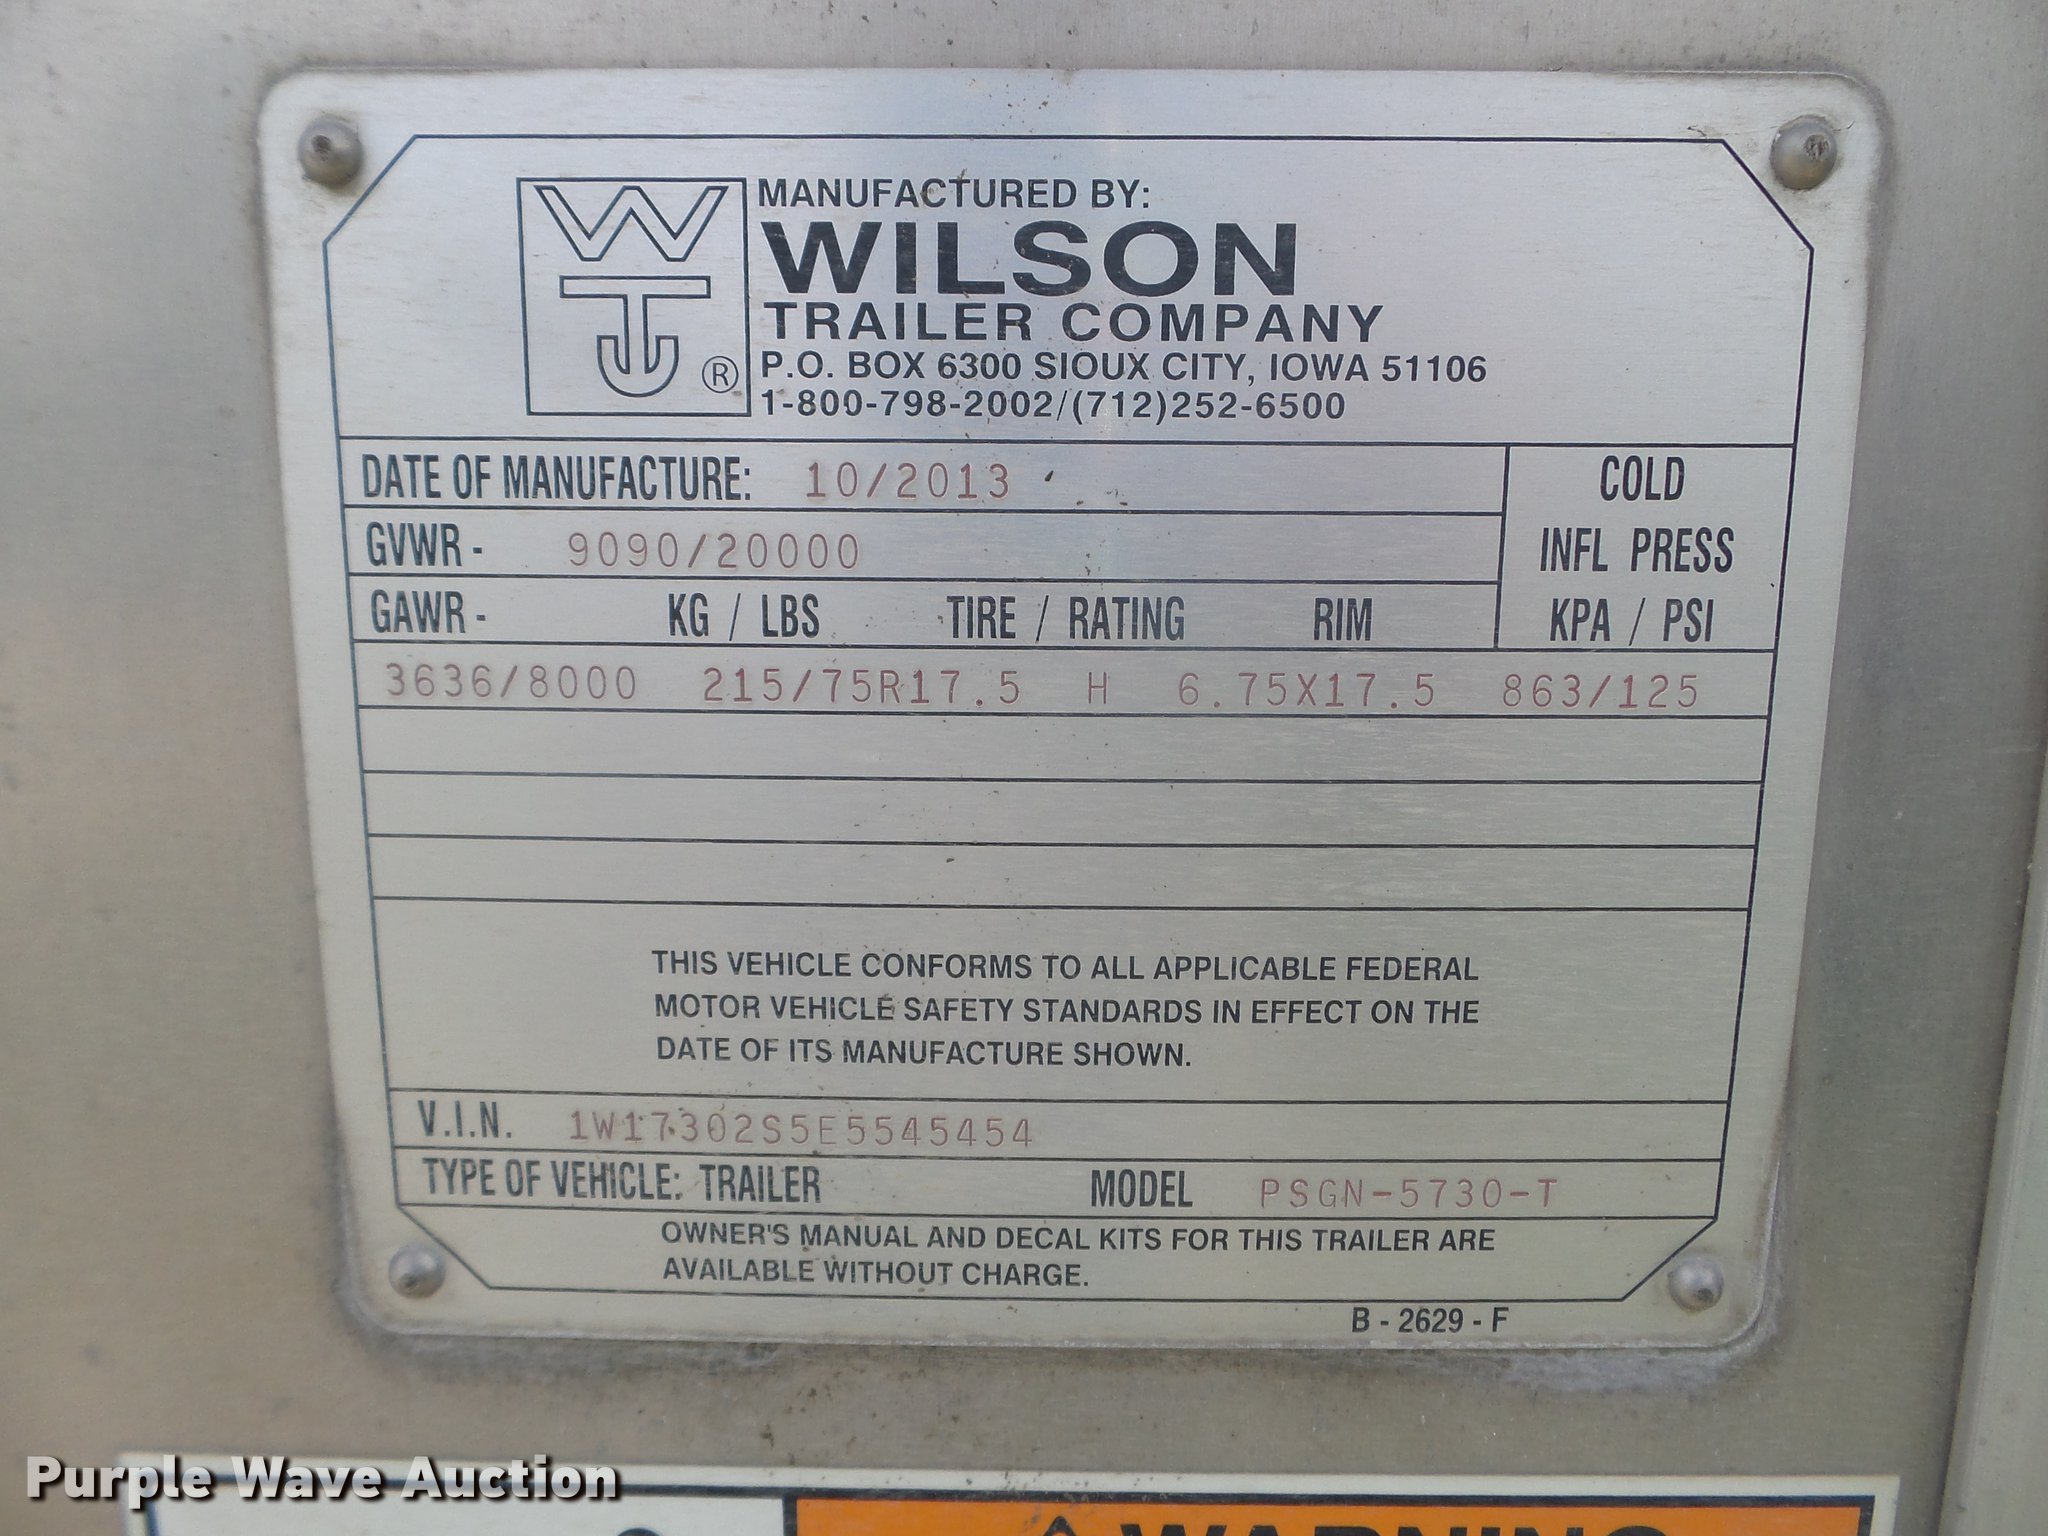 MANUFACTURED BY:
WILSON
TRAILER COMPANY
P.O. BOX 6300 SIOUX CITY, IOWA 51106
1-800-798-2002/(712)252-6500
WT ®
DATE OF MANUFACTURE: 10/2013
COLD
INFL PRESS
KPA / PSI
GVWR - 9090/20000
GAWR - KG / LBS TIRE / RATING RIM
3636/8000 215/75R17.5 H 6.75X17.5 863/125
THIS VEHICLE CONFORMS TO ALL APPLICABLE FEDERAL
MOTOR VEHICLE SAFETY STANDARDS IN EFFECT ON THE
DATE OF ITS MANUFACTURE SHOWN.
V.I.N. 1W17302S5E5545454
TYPE OF VEHICLE: TRAILER MODEL PSGN-5730-T
OWNER'S MANUAL AND DECAL KITS FOR THIS TRAILER ARE
AVAILABLE WITHOUT CHARGE.
B - 2629 - F
Purple Wave Auction
WARNING